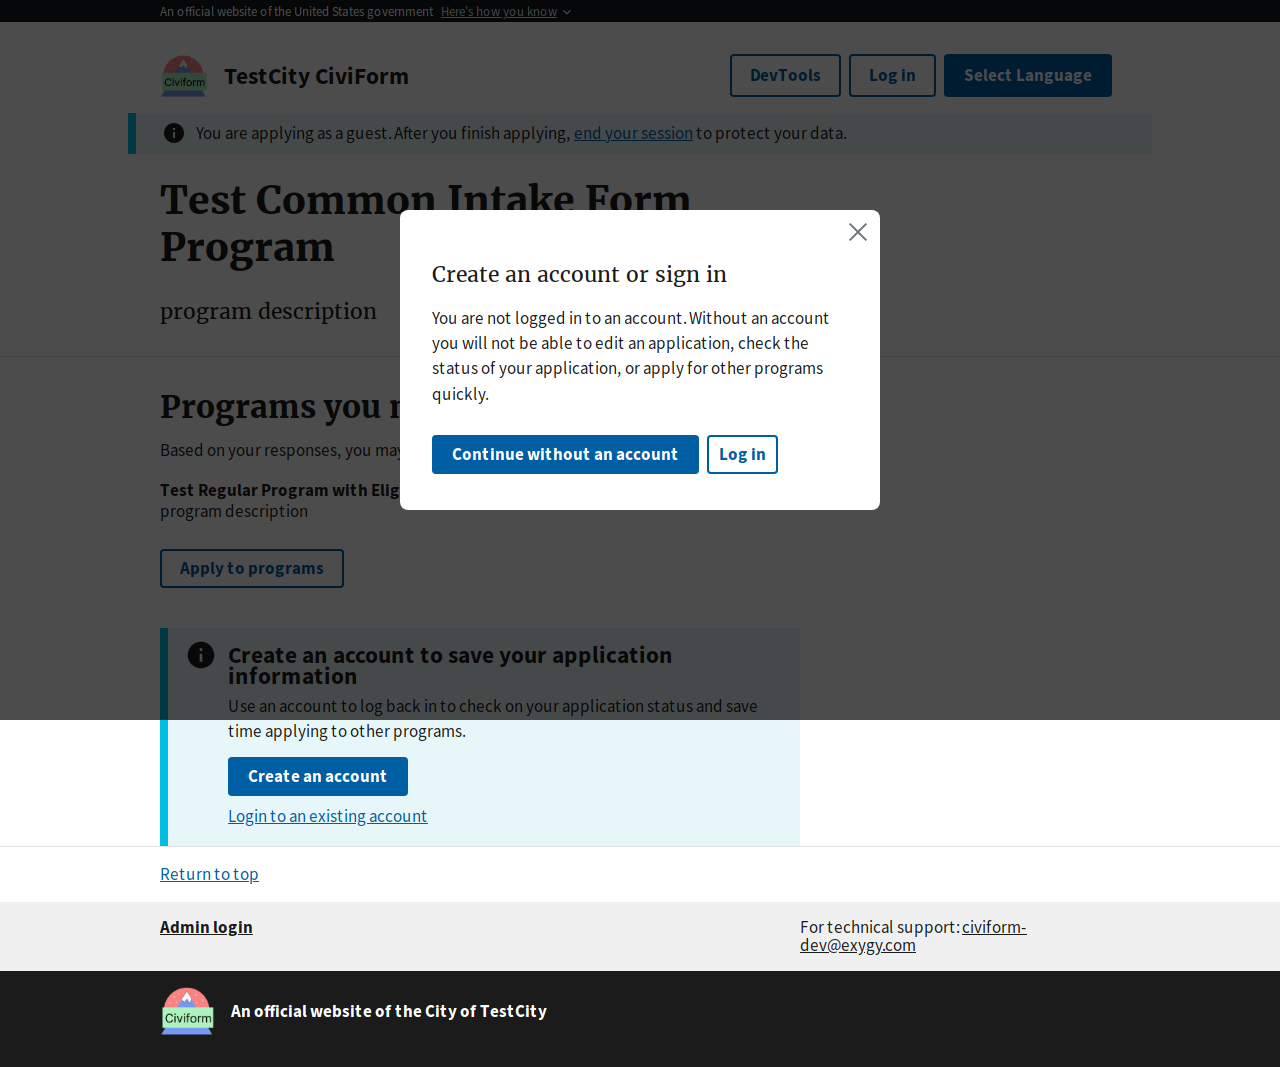 An official website of the United States government Here's how you know
Civiform
TestCity CiviForm
DevTools
Log in
Select Language
You are applying as a guest. After you finish applying, end your session to protect your data.
Test Common Intake Form
Program
program description
Create an account or sign in
You are not logged in to an account. Without an account
you will not be able to edit an application, check the
status of your application, or apply for other programs
quickly.
Continue without an account
Log in
Programs you
Based on your responses, you may
Test Regular Program with
program description
Apply to programs
Create an account to save your application
information
Use an account to log back in to check on your application status and save
time applying to other programs.
Create an account
Login to an existing account
Return to top
Admin login
For technical support: civiform-
dev@exygy.com
Civiform
An official website of the City of TestCity